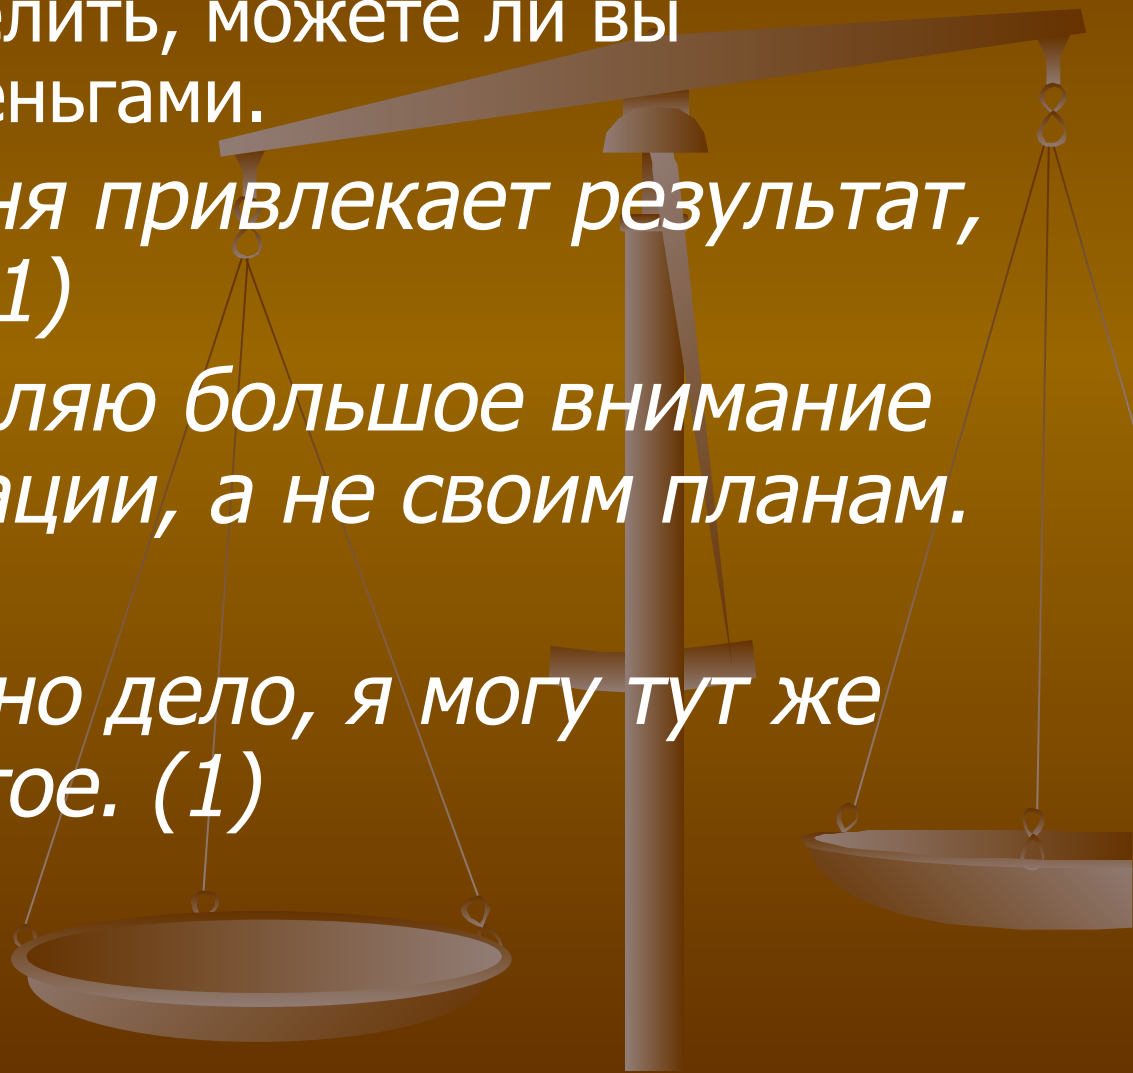 елить, можете ли вы
еньгами.
ня привлекает результат,
1)
ляю большое внимание
ации, а не своим планам.
но дело, я могу тут же
гое. (1)